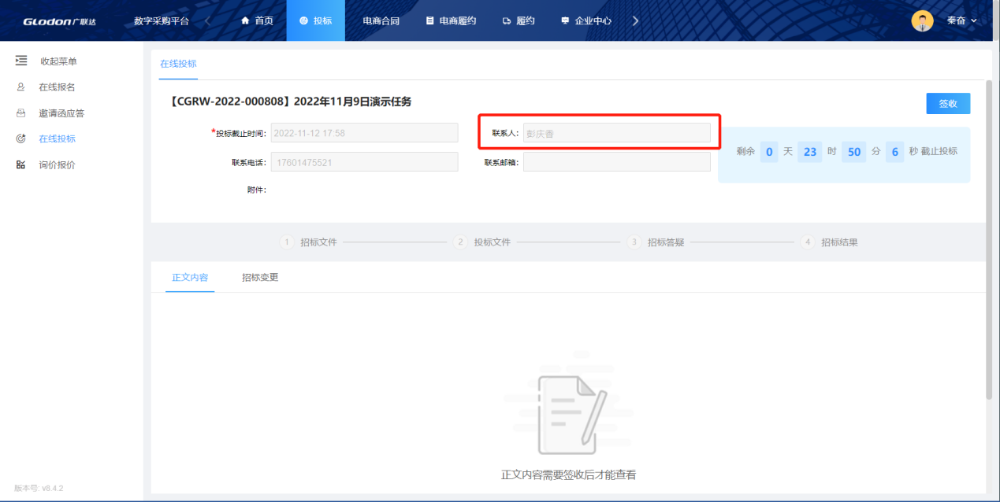 GLodon广联达 数字采购平台 首页 投标 电商合同 电商履约 履约 企业中心 秦奋
收起菜单
在线报名
邀请函应答
在线投标
询价报价
在线投标
【CGRW-2022-000808】2022年11月9日演示任务
签收
*投标截止时间: 2022-11-12 17:58 联系人: 彭庆香
联系电话: 17601475521 联系邮箱:
附件:
剩余 0 天 23 时 50 分 6 秒 截止投标
1 招标文件 2 投标文件 3 招标答疑 4 招标结果
正文内容 招标变更
正文内容需要签收后才能查看
版本号: v8.4.2